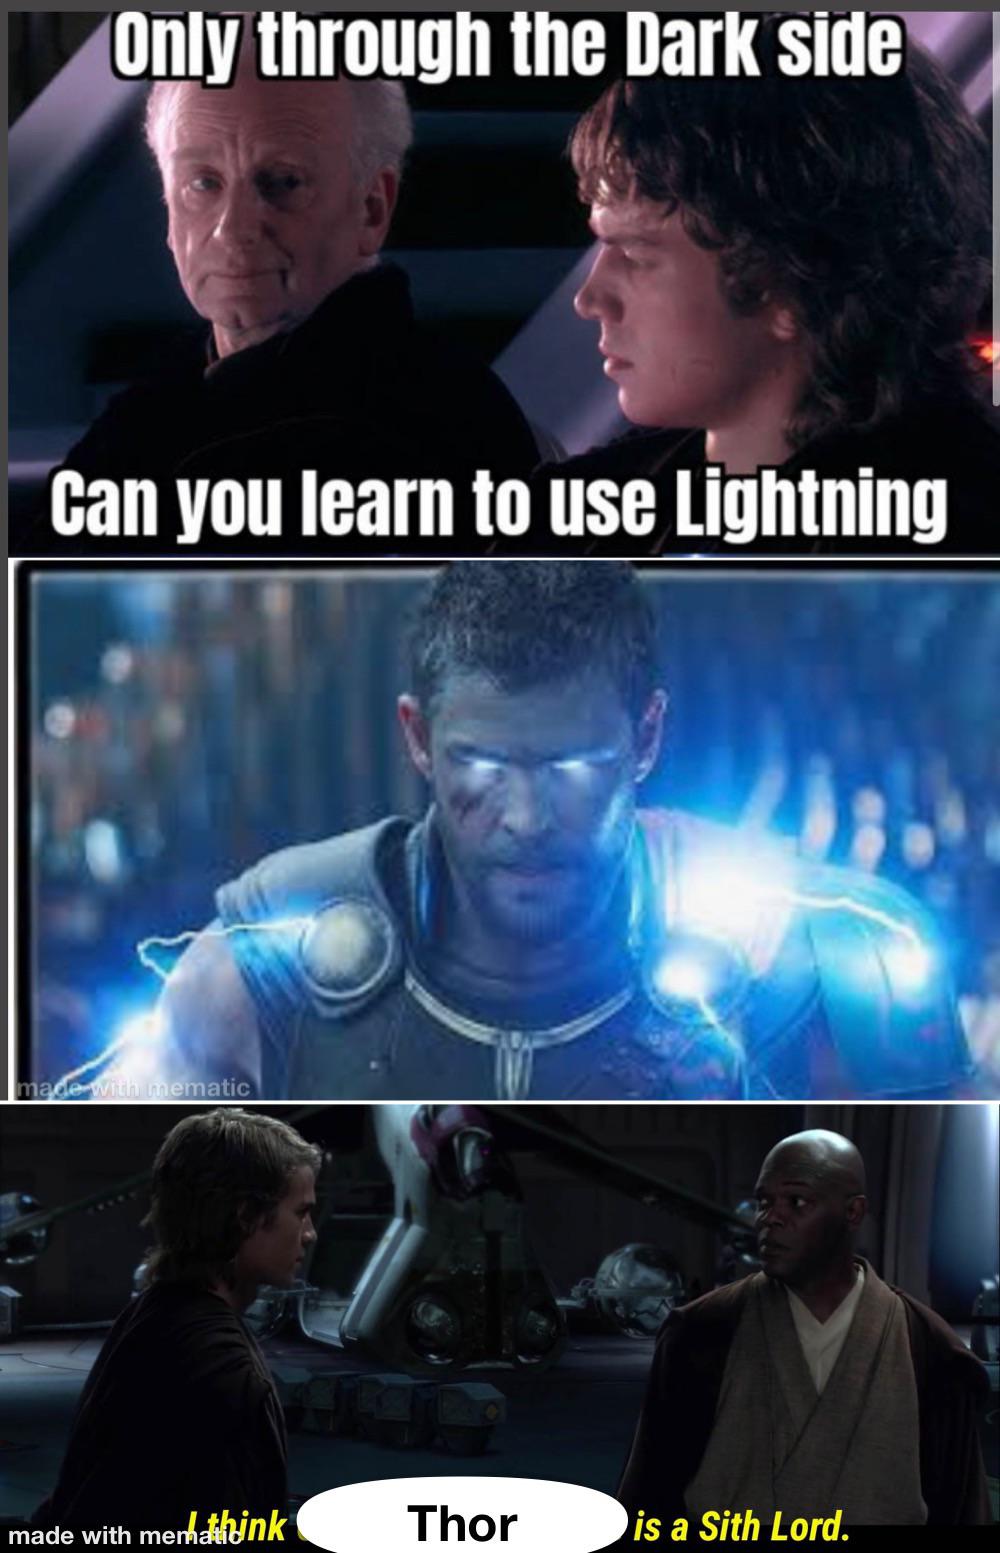 Only through the Dark side
Can you learn to use Lightning
made with mematic
I think Thor is a Sith Lord.
made with mematic